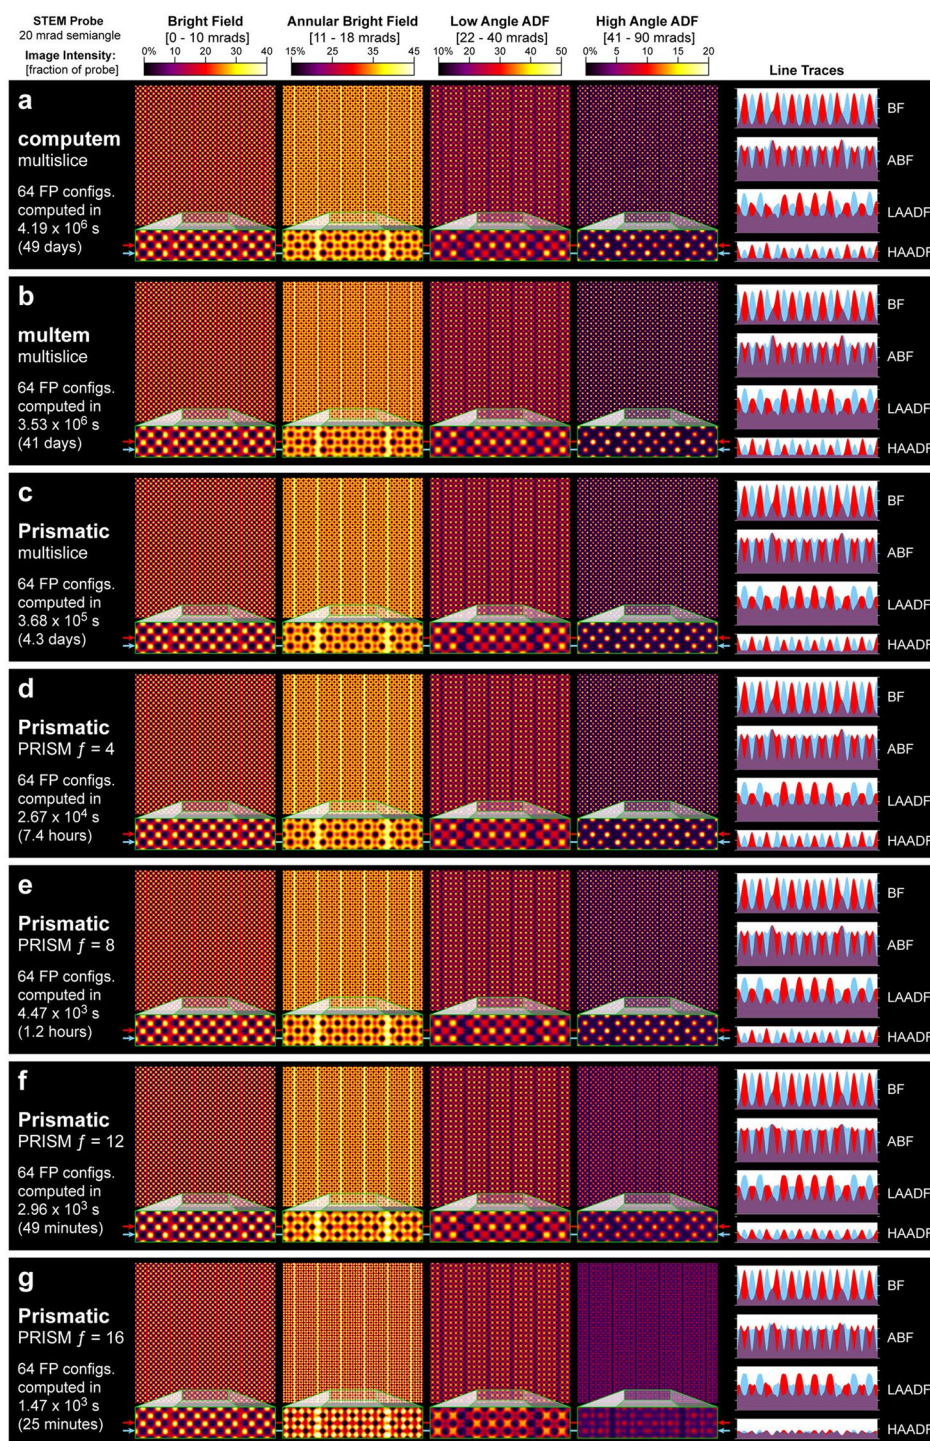 STEM Probe
20 mrad semiangle
Image Intensity:
[fraction of probe]
Bright Field
[0 - 10 mrads]
0% 10 20 30 40
Annular Bright Field
[11 - 18 mrads]
15% 25 35 45
Low Angle ADF
[22 - 40 mrads]
10% 20 30 40 50
High Angle ADF
[41 - 90 mrads]
0% 5 10 15 20
Line Traces
a
computem
multislice
64 FP configs.
computed in
4.19 x 10⁶ s
(49 days)
BF
ABF
LAADF
HAADF
b
multem
multislice
64 FP configs.
computed in
3.53 x 10⁶ s
(41 days)
BF
ABF
LAADF
HAADF
c
Prismatic
multislice
64 FP configs.
computed in
3.68 x 10⁵ s
(4.3 days)
BF
ABF
LAADF
HAADF
d
Prismatic
PRISM ƒ = 4
64 FP configs.
computed in
2.67 x 10⁴ s
(7.4 hours)
BF
ABF
LAADF
HAADF
e
Prismatic
PRISM ƒ = 8
64 FP configs.
computed in
4.47 x 10³ s
(1.2 hours)
BF
ABF
LAADF
HAADF
f
Prismatic
PRISM ƒ = 12
64 FP configs.
computed in
2.96 x 10³ s
(49 minutes)
BF
ABF
LAADF
HAADF
g
Prismatic
PRISM ƒ = 16
64 FP configs.
computed in
1.47 x 10³ s
(25 minutes)
BF
ABF
LAADF
HAADF